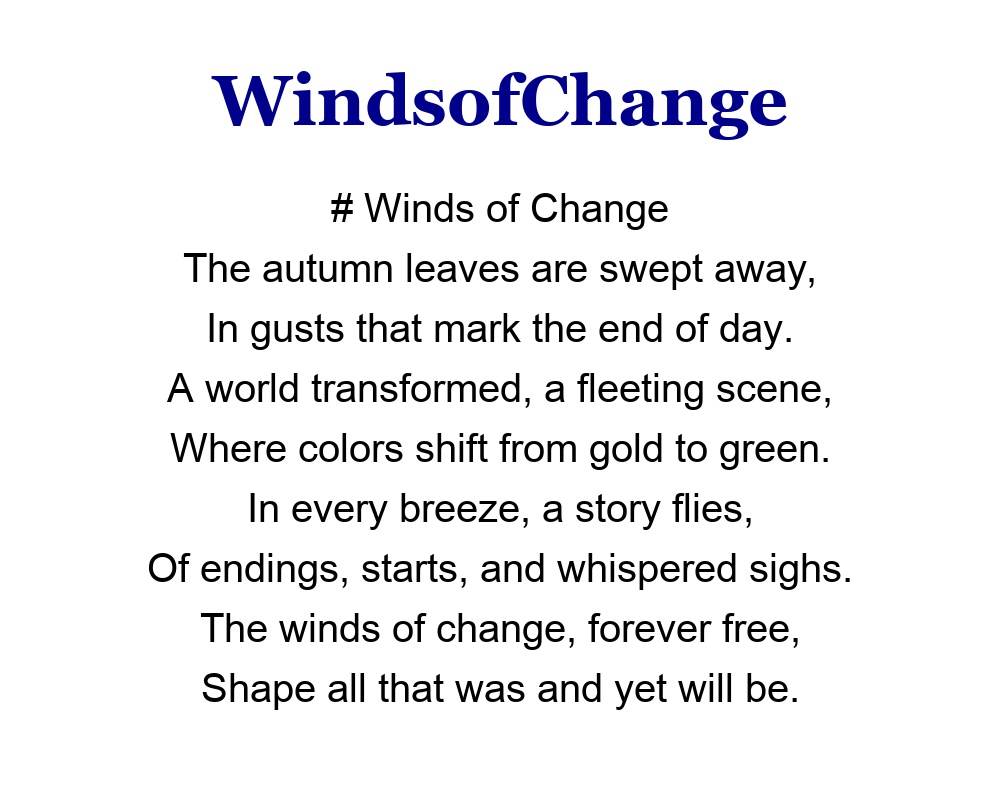 WindsofChange
# Winds of Change
The autumn leaves are swept away,
In gusts that mark the end of day.
A world transformed, a fleeting scene,
Where colors shift from gold to green.
In every breeze, a story flies,
Of endings, starts, and whispered sighs.
The winds of change, forever free,
Shape all that was and yet will be.